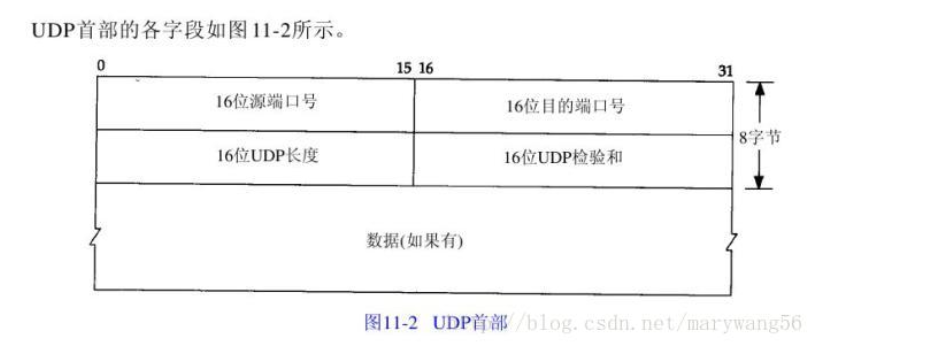 UDP首部的各字段如图11-2所示。
0 15 16 31
16位源端口号 16位目的端口号
8字节
16位UDP长度 16位UDP检验和
数据(如果有)
图11-2 UDP首部 /blog.csdn.net/marywang56